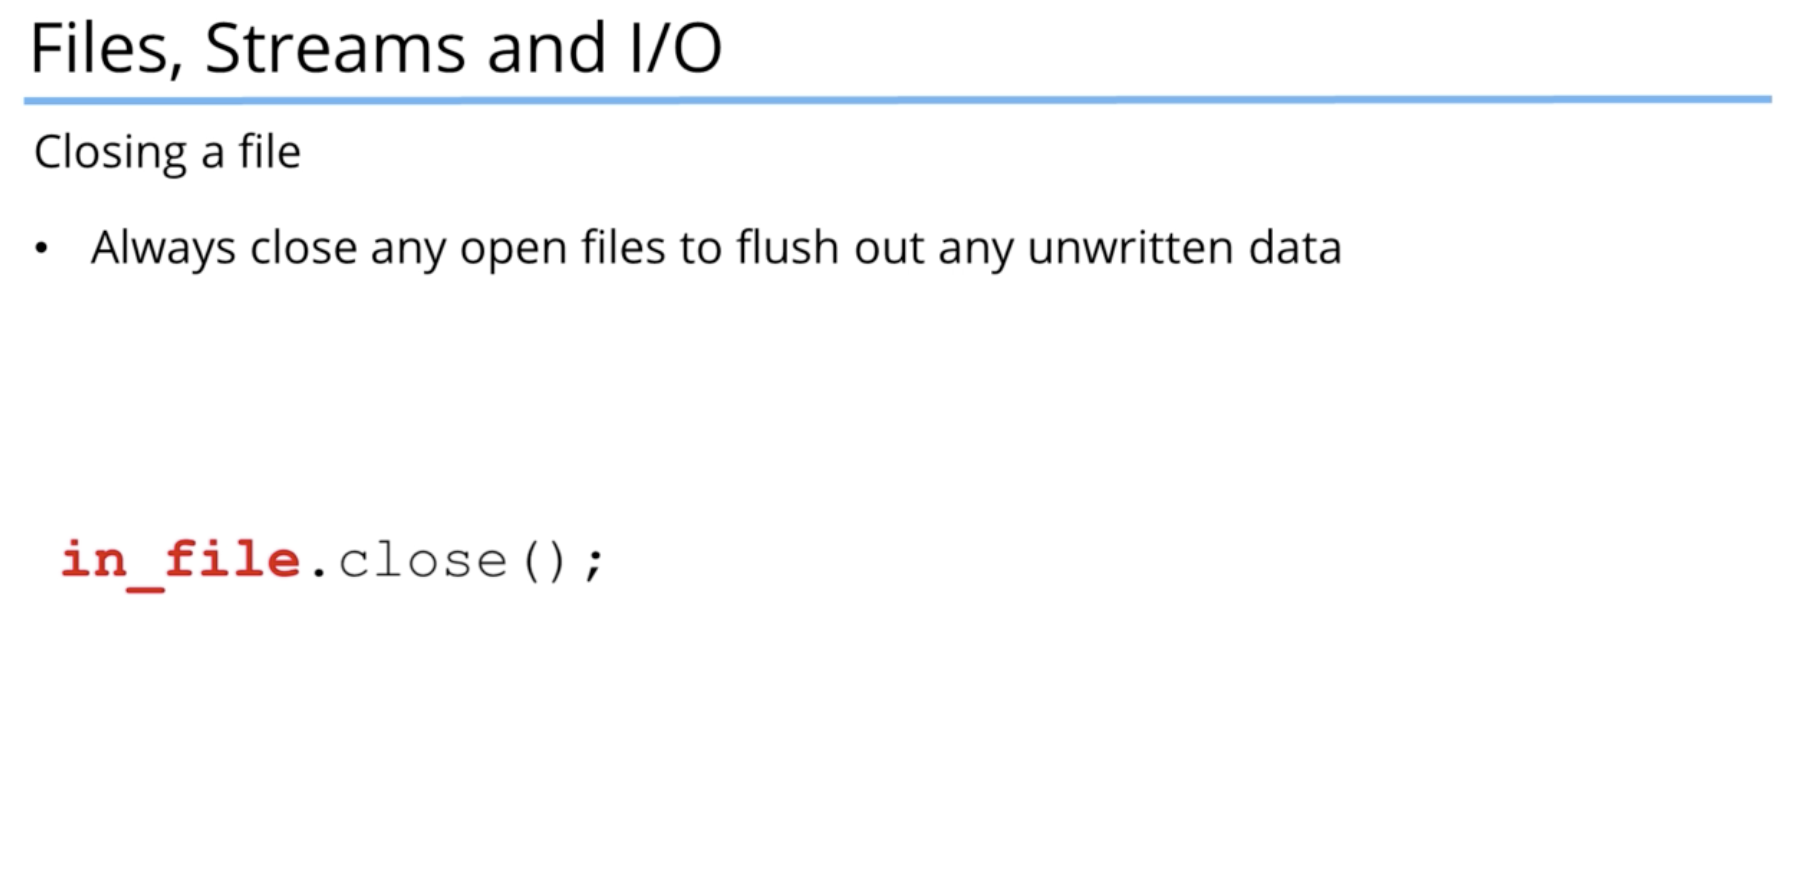 Files, Streams and I/O
Closing a file
• Always close any open files to flush out any unwritten data
in_file.close();